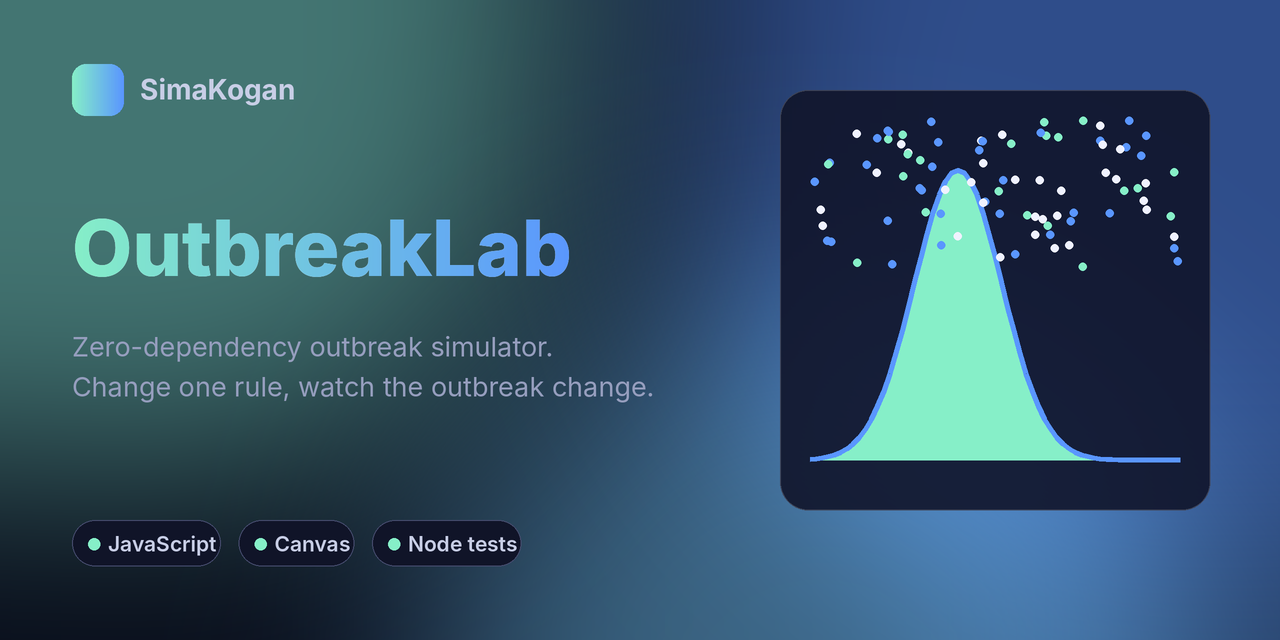 SimaKogan
OutbreakLab
Zero-dependency outbreak simulator.
Change one rule, watch the outbreak change.
JavaScript
Canvas
Node tests